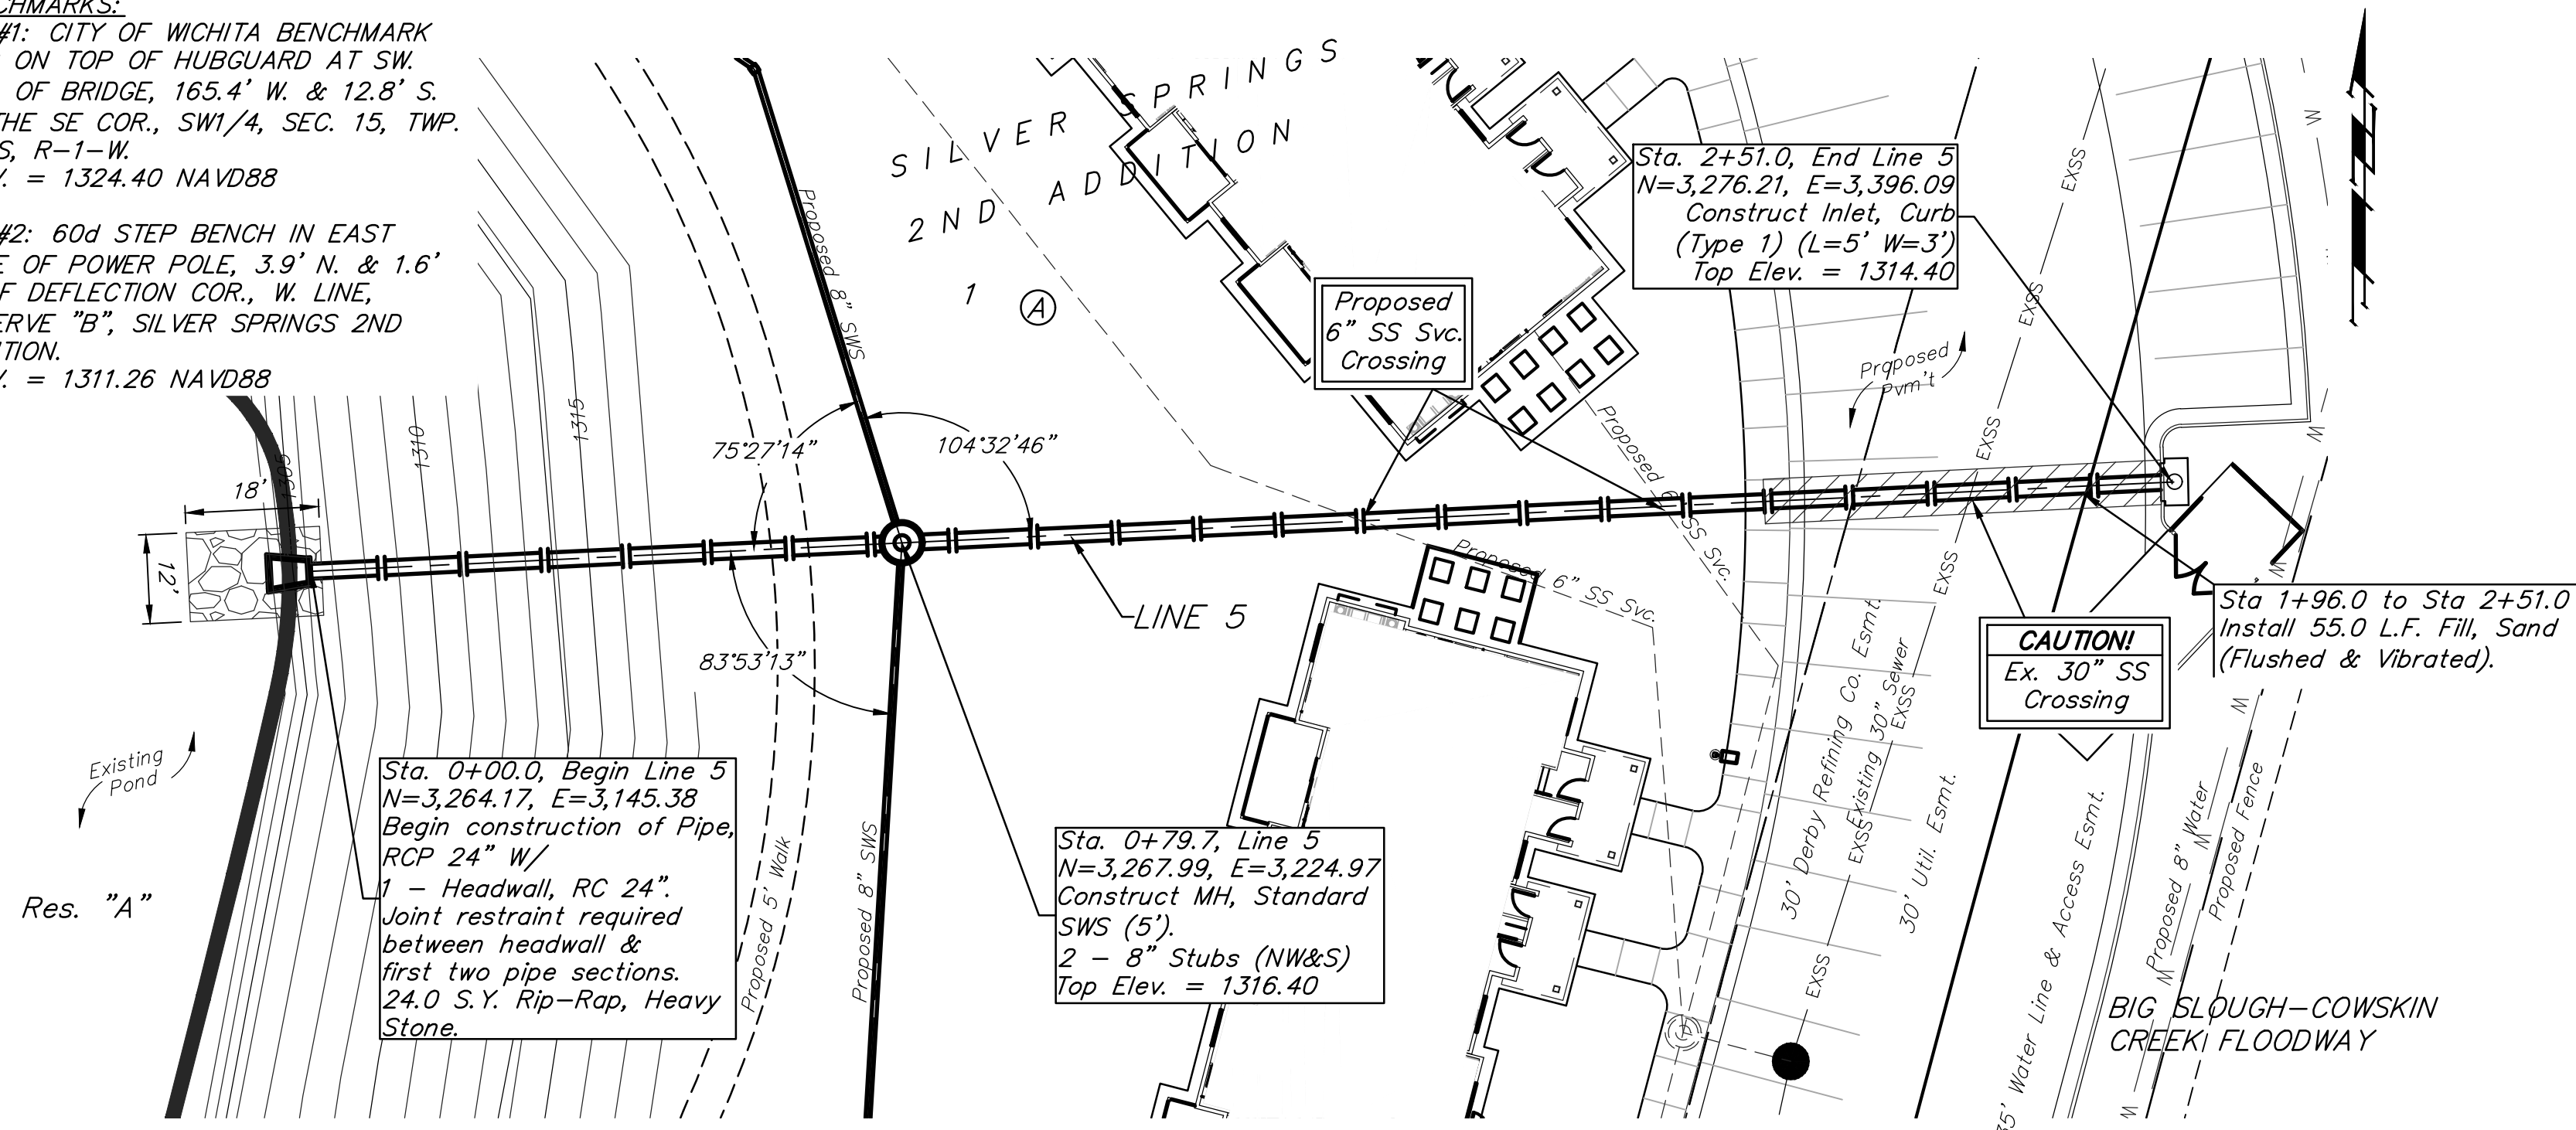 CHMARKS:
#1: CITY OF WICHITA BENCHMARK
ON TOP OF HUBGUARD AT SW.
OF BRIDGE, 165.4' W. & 12.8' S.
THE SE COR., SW1/4, SEC. 15, TWP.
S, R-1-W.
. = 1324.40 NAVD88
#2: 60d STEP BENCH IN EAST
E OF POWER POLE, 3.9' N. & 1.6'
F DEFLECTION COR., W. LINE,
ERVE "B", SILVER SPRINGS 2ND
ITION.
. = 1311.26 NAVD88
SILVER SPRINGS
2ND ADDITION
1 A
Proposed 8" SWS
Proposed
6" SS Svc.
Crossing
Sta. 2+51.0, End Line 5
N=3,276.21, E=3,396.09
Construct Inlet, Curb
(Type 1) (L=5' W=3')
Top Elev. = 1314.40
EXSS
EXSS
EXSS
EXSS
EXSS
EXSS
EXSS
W
W
W
W
W
W
W
W
Proposed
Pvm't
1305
1310
1315
18'
12'
75°27'14"
104°32'46"
83°53'13"
LINE 5
Proposed 6" SS Svc.
Proposed 6" SS Svc.
Sta 1+96.0 to Sta 2+51.0
Install 55.0 L.F. Fill, Sand
(Flushed & Vibrated).
CAUTION!
Ex. 30" SS
Crossing
Existing
Pond
Res. "A"
Sta. 0+00.0, Begin Line 5
N=3,264.17, E=3,145.38
Begin construction of Pipe,
RCP 24" W/
1 - Headwall, RC 24".
Joint restraint required
between headwall &
first two pipe sections.
24.0 S.Y. Rip-Rap, Heavy
Stone.
Proposed 5' Walk
Proposed 8" SWS
Sta. 0+79.7, Line 5
N=3,267.99, E=3,224.97
Construct MH, Standard
SWS (5').
2 - 8" Stubs (NW&S)
Top Elev. = 1316.40
30' Derby Refining Co. Esmt.
Existing 30" Sewer
30' Util. Esmt.
35' Water Line & Access Esmt.
Proposed 8" Water
Proposed Fence
BIG SLOUGH-COWSKIN
CREEK FLOODWAY